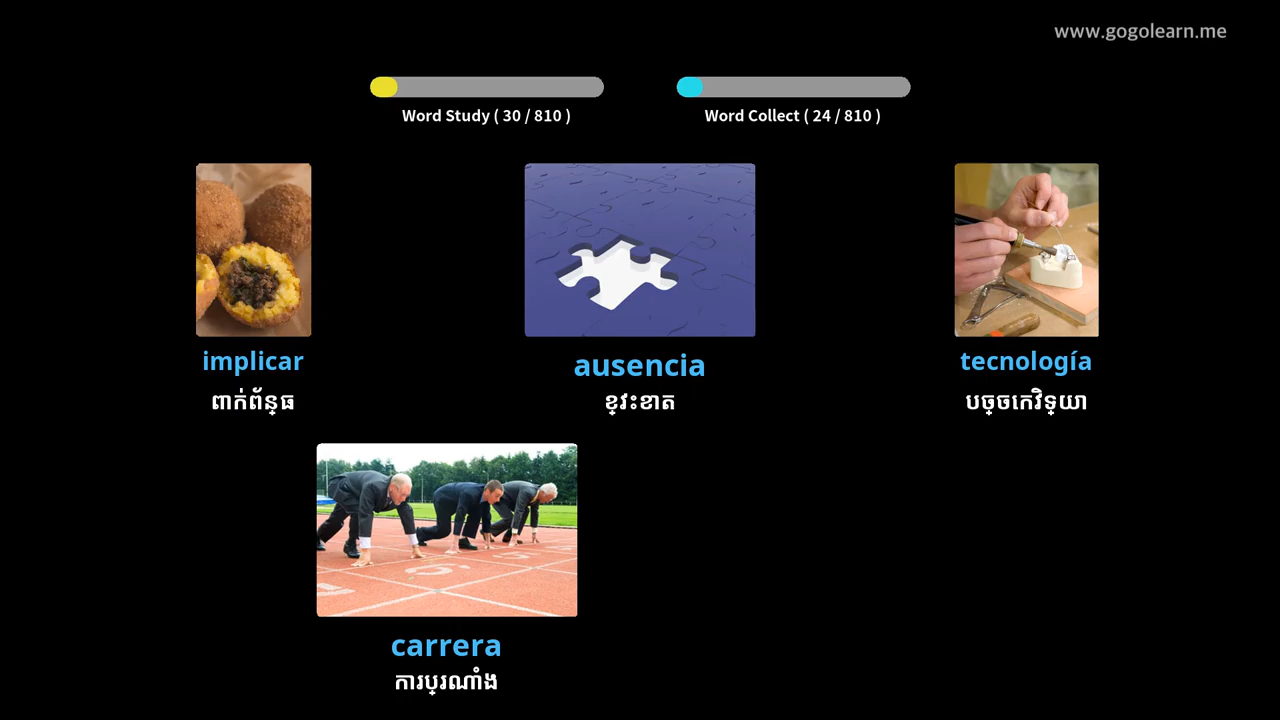 www.gogolearn.me
Word Study ( 30 / 810 )
Word Collect ( 24 / 810 )
implicar
ពាក់ព័ន្ធ
ausencia
ខ្វះខាត
tecnología
បច្ចេកវិទ្យា
carrera
ការប្រណាំង